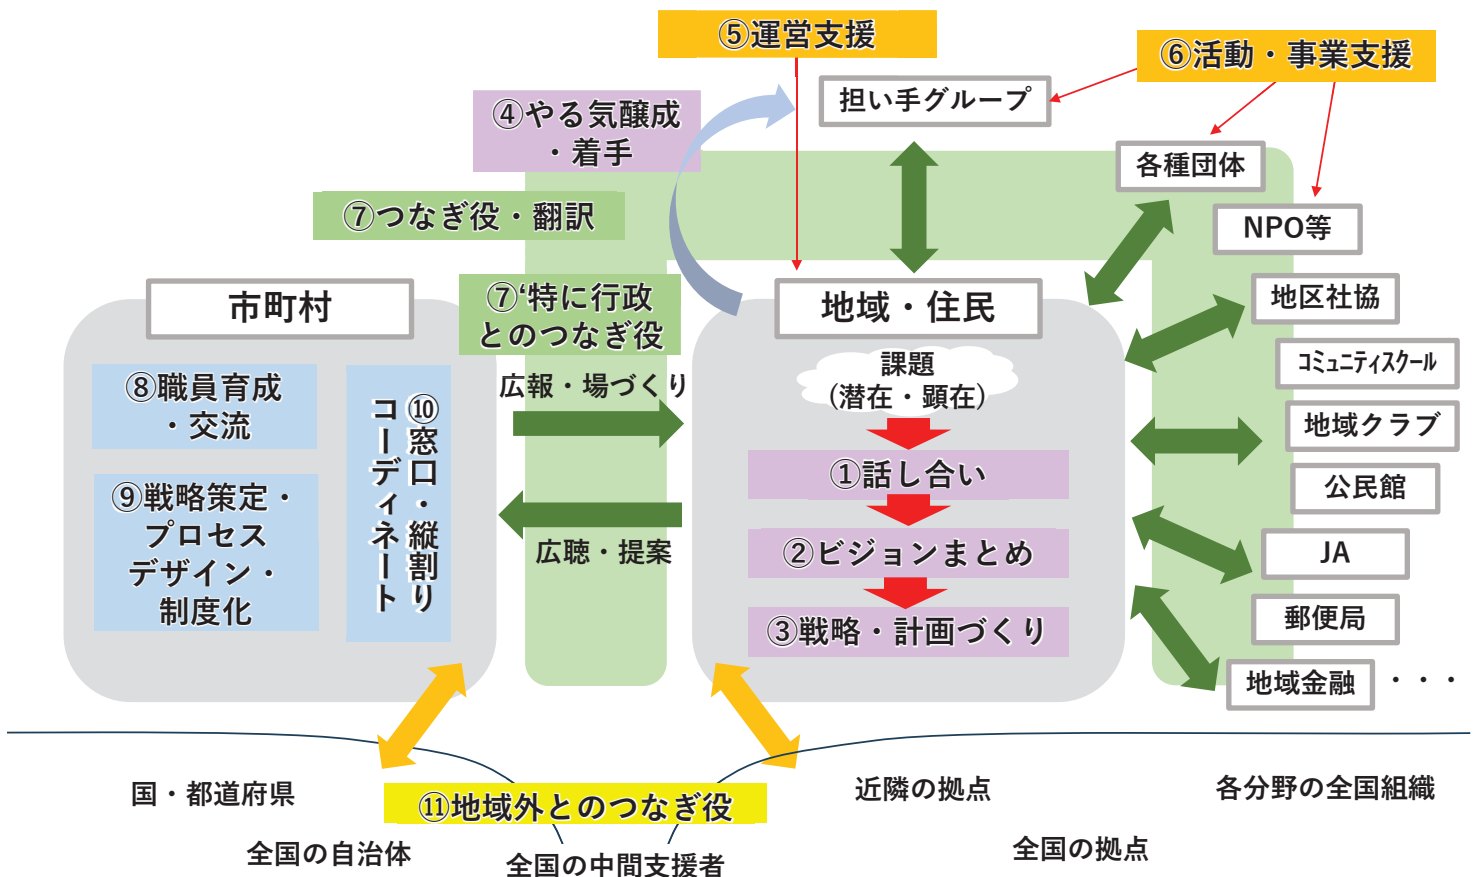 ⑤運営支援
⑥活動・事業支援
担い手グループ
④やる気醸成
・着手
各種団体
⑦つなぎ役・翻訳
NPO等
市町村
⑦‘特に行政
とのつなぎ役
地域・住民
地区社協
課題
(潜在・顕在)
コミュニティスクール
⑧職員育成
・交流
⑩窓口・縦割り
コーディネート
広報・場づくり
地域クラブ
①話し合い
公民館
⑨戦略策定・
プロセス
デザイン・
制度化
広聴・提案
②ビジョンまとめ
JA
③戦略・計画づくり
郵便局
地域金融
・・・
国・都道府県
⑪地域外とのつなぎ役
近隣の拠点
各分野の全国組織
全国の自治体
全国の中間支援者
全国の拠点